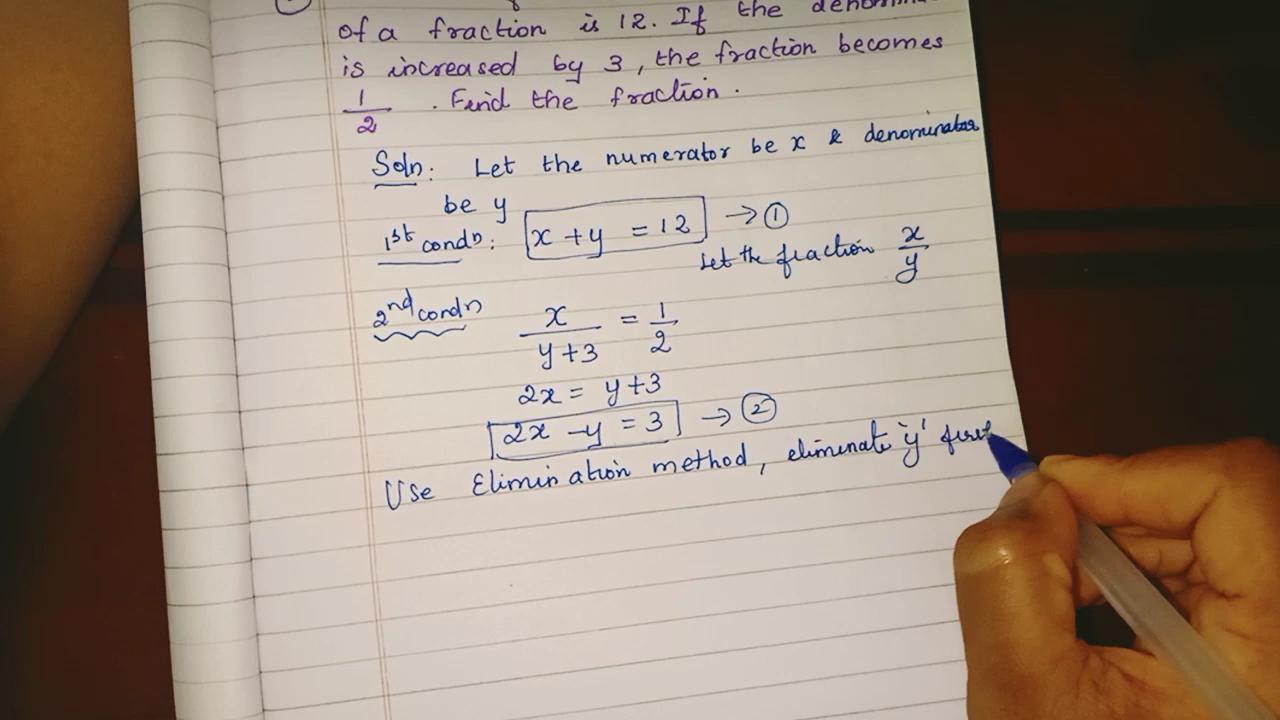 of a fraction is 12. If the
is increased by 3, the fraction becomes
1/2. Find the fraction.
Soln: Let the numerator be x & denominator
be y
1st condn: x + y = 12 → ①
Let the fraction x/y
2nd condn
x/(y+3) = 1/2
2x = y+3
2x - y = 3 → ②
Use Elimination method, eliminate 'y' first